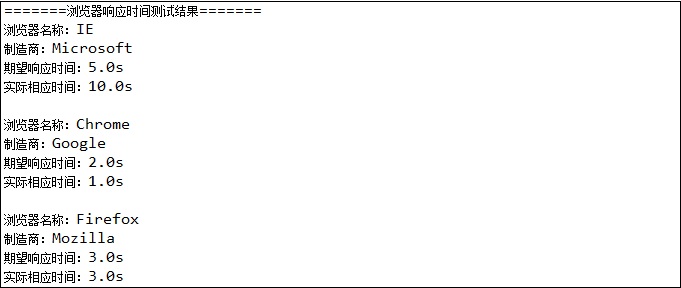 =======浏览器响应时间测试结果=======
浏览器名称：IE
制造商：Microsoft
期望响应时间：5.0s
实际相应时间：10.0s
浏览器名称：Chrome
制造商：Google
期望响应时间：2.0s
实际相应时间：1.0s
浏览器名称：Firefox
制造商：Mozilla
期望响应时间：3.0s
实际相应时间：3.0s